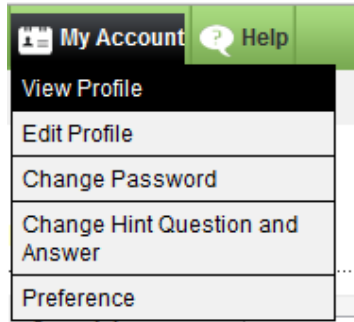 My Account Help
View Profile
Edit Profile
Change Password
Change Hint Question and
Answer
Preference